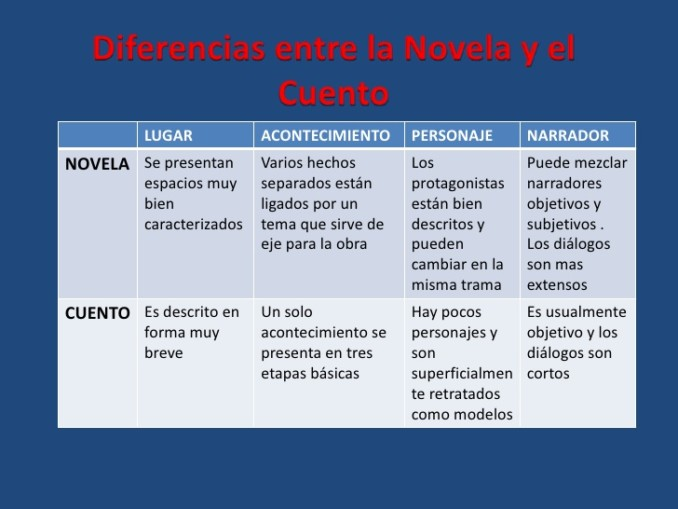 Diferencias entre la Novela y el
Cuento
LUGAR ACONTECIMIENTO PERSONAJE NARRADOR
NOVELA
Se presentan
espacios muy
bien
caracterizados
Varios hechos
separados están
ligados por un
tema que sirve de
eje para la obra
Los
protagonistas
están bien
descritos y
pueden
cambiar en la
misma trama
Puede mezclar
narradores
objetivos y
subjetivos .
Los diálogos
son mas
extensos
CUENTO
Es descrito en
forma muy
breve
Un solo
acontecimiento se
presenta en tres
etapas básicas
Hay pocos
personajes y
son
superficialmen
te retratados
como modelos
Es usualmente
objetivo y los
diálogos son
cortos